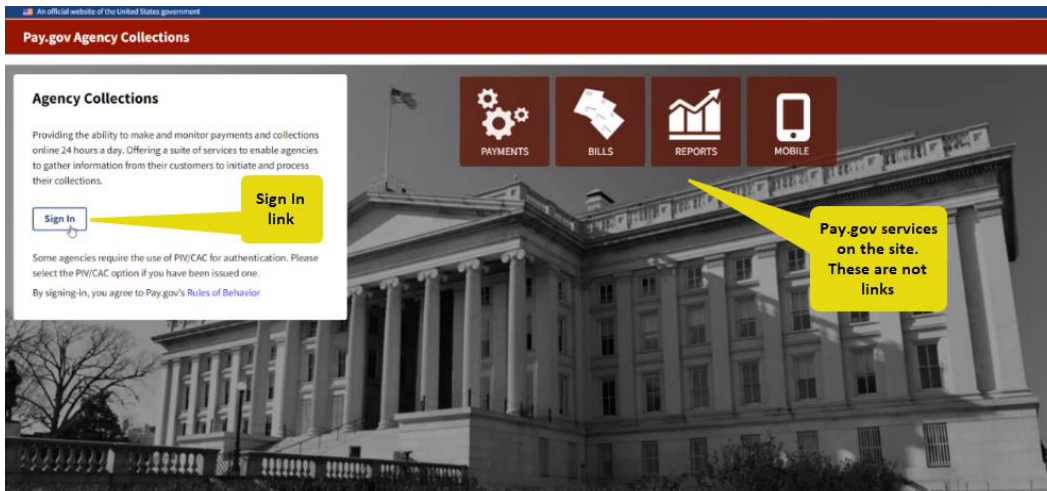 An official website of the United States government
Pay.gov Agency Collections
Agency Collections
Providing the ability to make and monitor payments and collections
online 24 hours a day. Offering a suite of services to enable agencies
to gather information from their customers to initiate and process
their collections.
Sign In
Sign In
link
Some agencies require the use of PIV/CAC for authentication. Please
select the PIV/CAC option if you have been issued one.
By signing-in, you agree to Pay.gov's Rules of Behavior
PAYMENTS
BILLS
REPORTS
MOBILE
Pay.gov services
on the site.
These are not
links